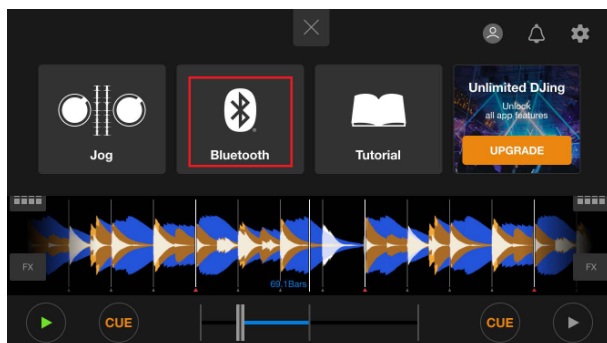 Unlimited DJing
Unlock
all app features
UPGRADE
Jog
Bluetooth
Tutorial
69.1Bars
FX
FX
CUE
CUE